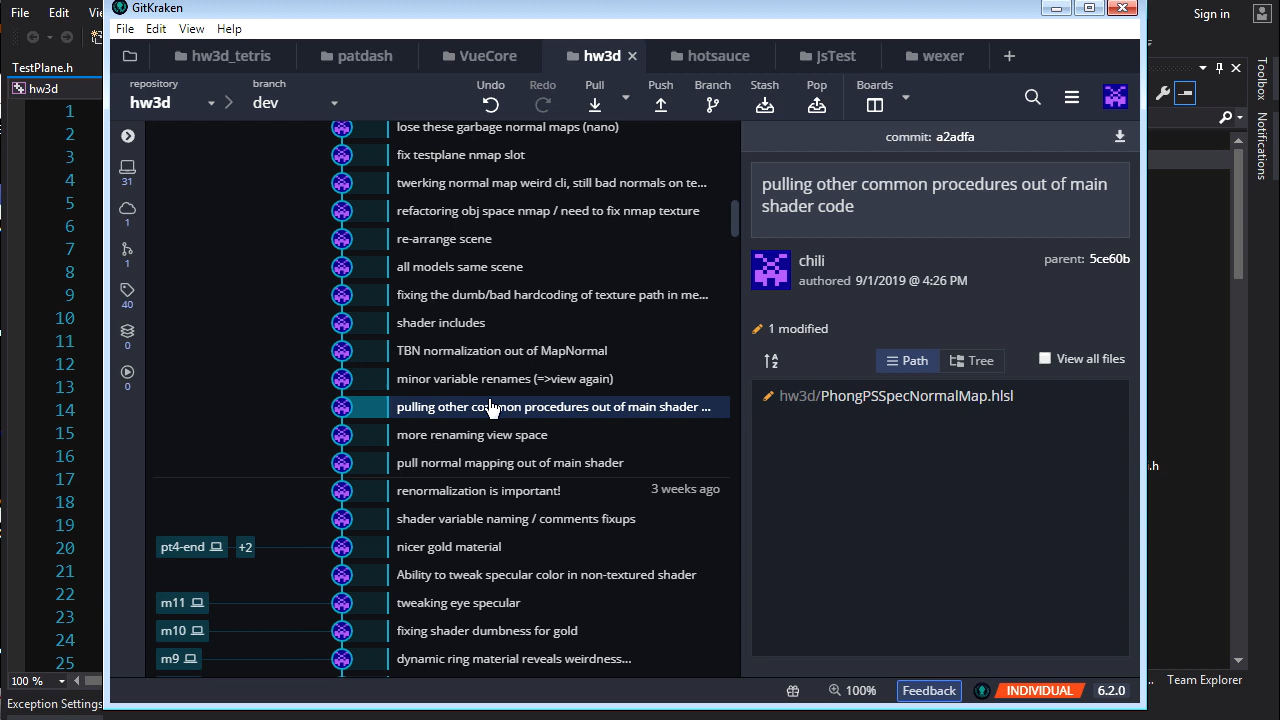 GitKraken
File Edit View Help
File Edit
Sign in
hw3d_tetris
patdash
VueCore
hw3d
hotsauce
JsTest
wexer
TestPlane.h
hw3d
repository
hw3d
branch
dev
Undo
Redo
Pull
Push
Branch
Stash
Pop
Boards
Toolbox
Notifications
31
1
1
40
0
0
1
2
3
4
5
6
7
8
9
10
11
12
13
14
15
16
17
18
19
20
21
22
23
24
25
lose these garbage normal maps (nano)
fix testplane nmap slot
twerking normal map weird cli, still bad normals on te...
refactoring obj space nmap / need to fix nmap texture
re-arrange scene
all models same scene
fixing the dumb/bad hardcoding of texture path in me...
shader includes
TBN normalization out of MapNormal
minor variable renames (=>view again)
pulling other common procedures out of main shader ...
more renaming view space
pull normal mapping out of main shader
renormalization is important! 3 weeks ago
shader variable naming / comments fixups
pt4-end +2 nicer gold material
Ability to tweak specular color in non-textured shader
m11 tweaking eye specular
m10 fixing shader dumbness for gold
m9 dynamic ring material reveals weirdness...
commit: a2adfa
pulling other common procedures out of main
shader code
chili
authored 9/1/2019 @ 4:26 PM
parent: 5ce60b
1 modified
Path
Tree
View all files
hw3d/PhongPSSpecNormalMap.hlsl
.h
100 %
Exception Settings
100%
Feedback
INDIVIDUAL
6.2.0
Team Explorer